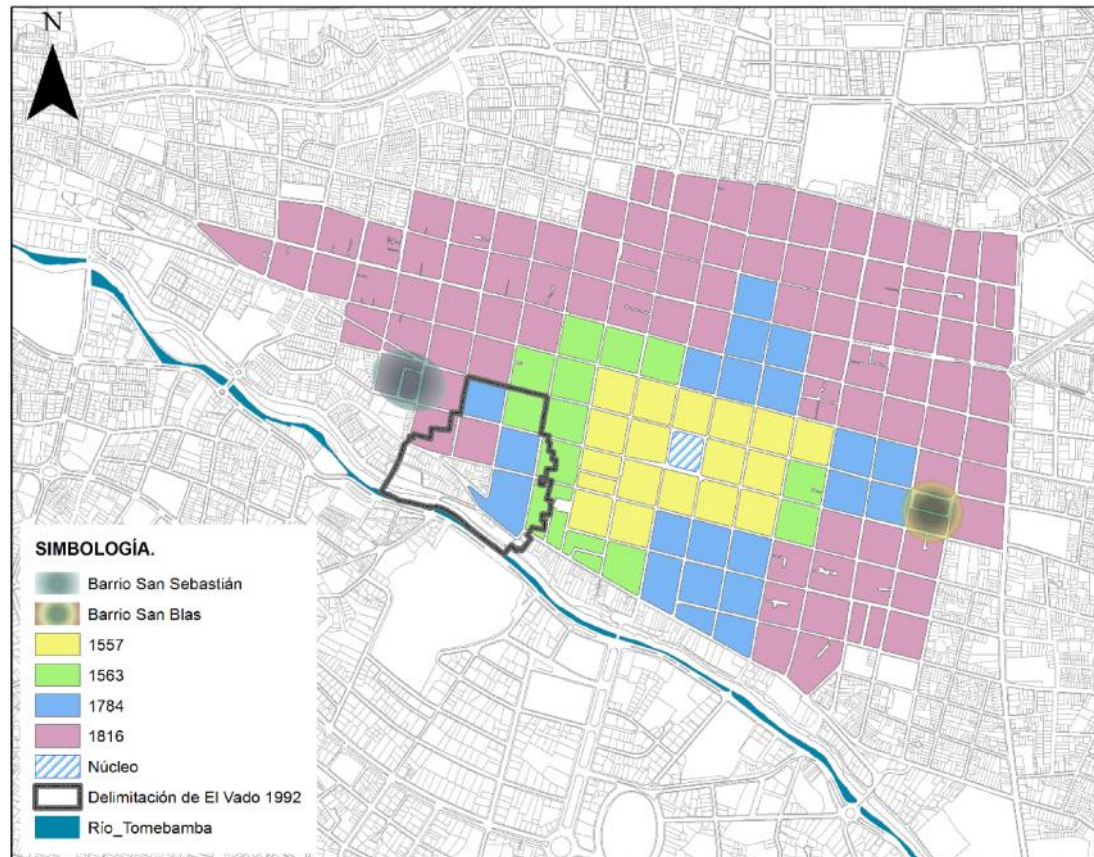 N
SIMBOLOGÍA.
Barrio San Sebastián
Barrio San Blas
1557
1563
1784
1816
Núcleo
Delimitación de El Vado 1992
Río_Tomebamba